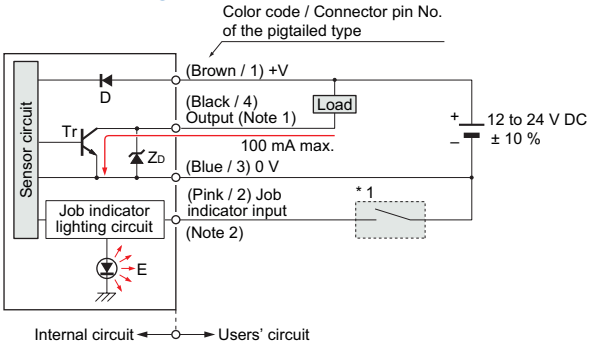 Color code / Connector pin No.
of the pigtailed type
(Brown / 1) +V
D
(Black / 4)
Output (Note 1)
Load
Tr
ZD
100 mA max.
+
–
12 to 24 V DC
± 10 %
Sensor circuit
(Blue / 3) 0 V
(Pink / 2) Job
indicator input
(Note 2)
* 1
Job indicator
lighting circuit
E
Internal circuit
Users' circuit